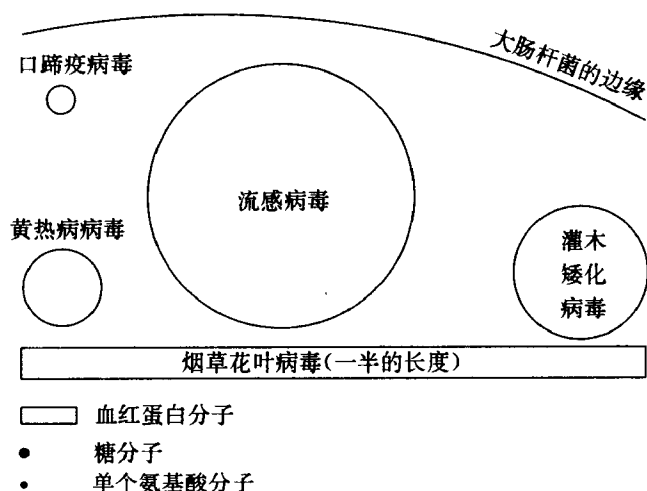 大肠杆菌的边缘
口蹄疫病毒
流感病毒
黄热病病毒
灌木
矮化
病毒
烟草花叶病毒(一半的长度)
血红蛋白分子
糖分子
单个氨基酸分子